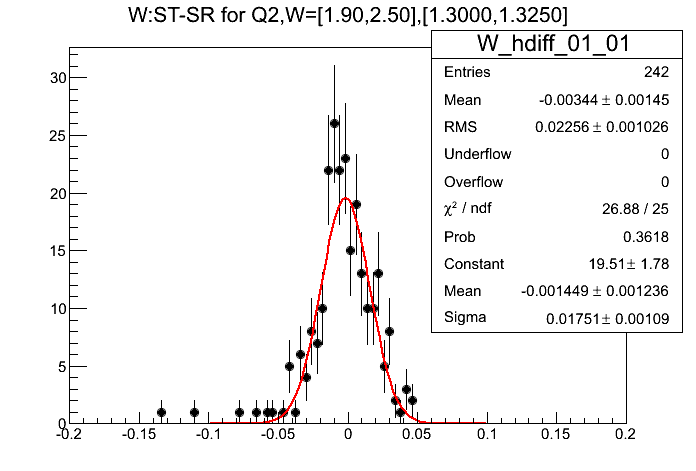 W:ST-SR for Q2,W=[1.90,2.50],[1.3000,1.3250]
W_hdiff_01_01
Entries 242
Mean -0.00344 ± 0.00145
RMS 0.02256 ± 0.001026
Underflow 0
Overflow 0
χ² / ndf 26.88 / 25
Prob 0.3618
Constant 19.51 ± 1.78
Mean -0.001449 ± 0.001236
Sigma 0.01751 ± 0.00109
30
25
20
15
10
5
0
-0.2 -0.15 -0.1 -0.05 0 0.05 0.1 0.15 0.2